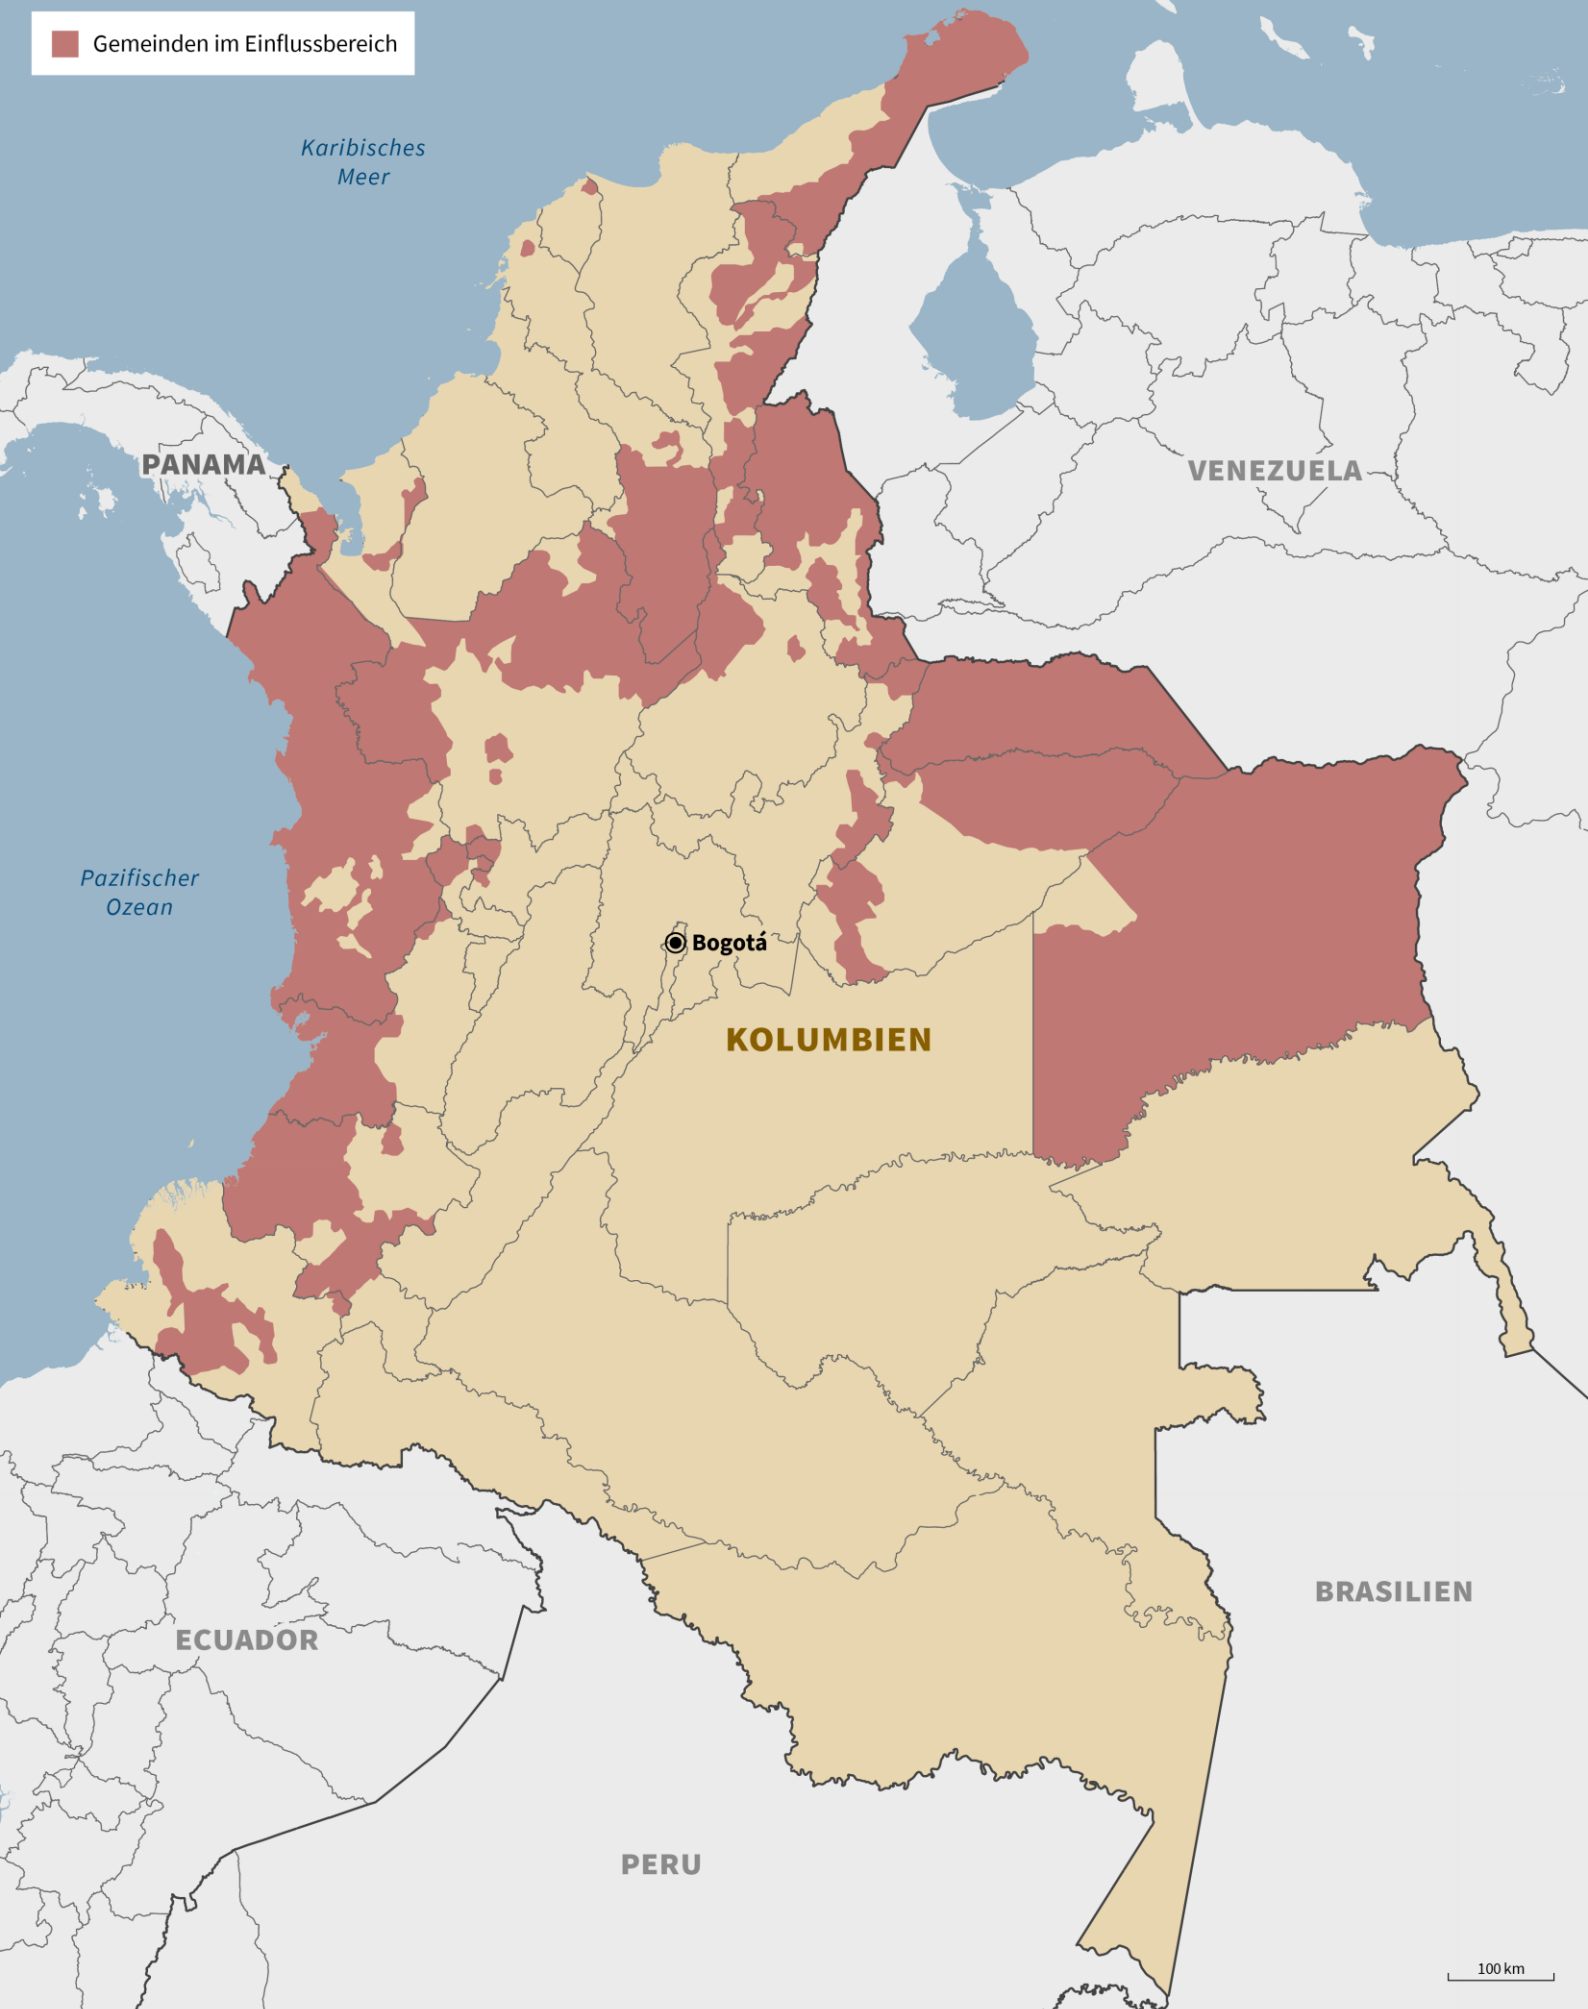 Gemeinden im Einflussbereich
Karibisches
Meer
PANAMA
VENEZUELA
Pazifischer
Ozean
Bogotá
KOLUMBIEN
BRASILIEN
ECUADOR
PERU
100 km